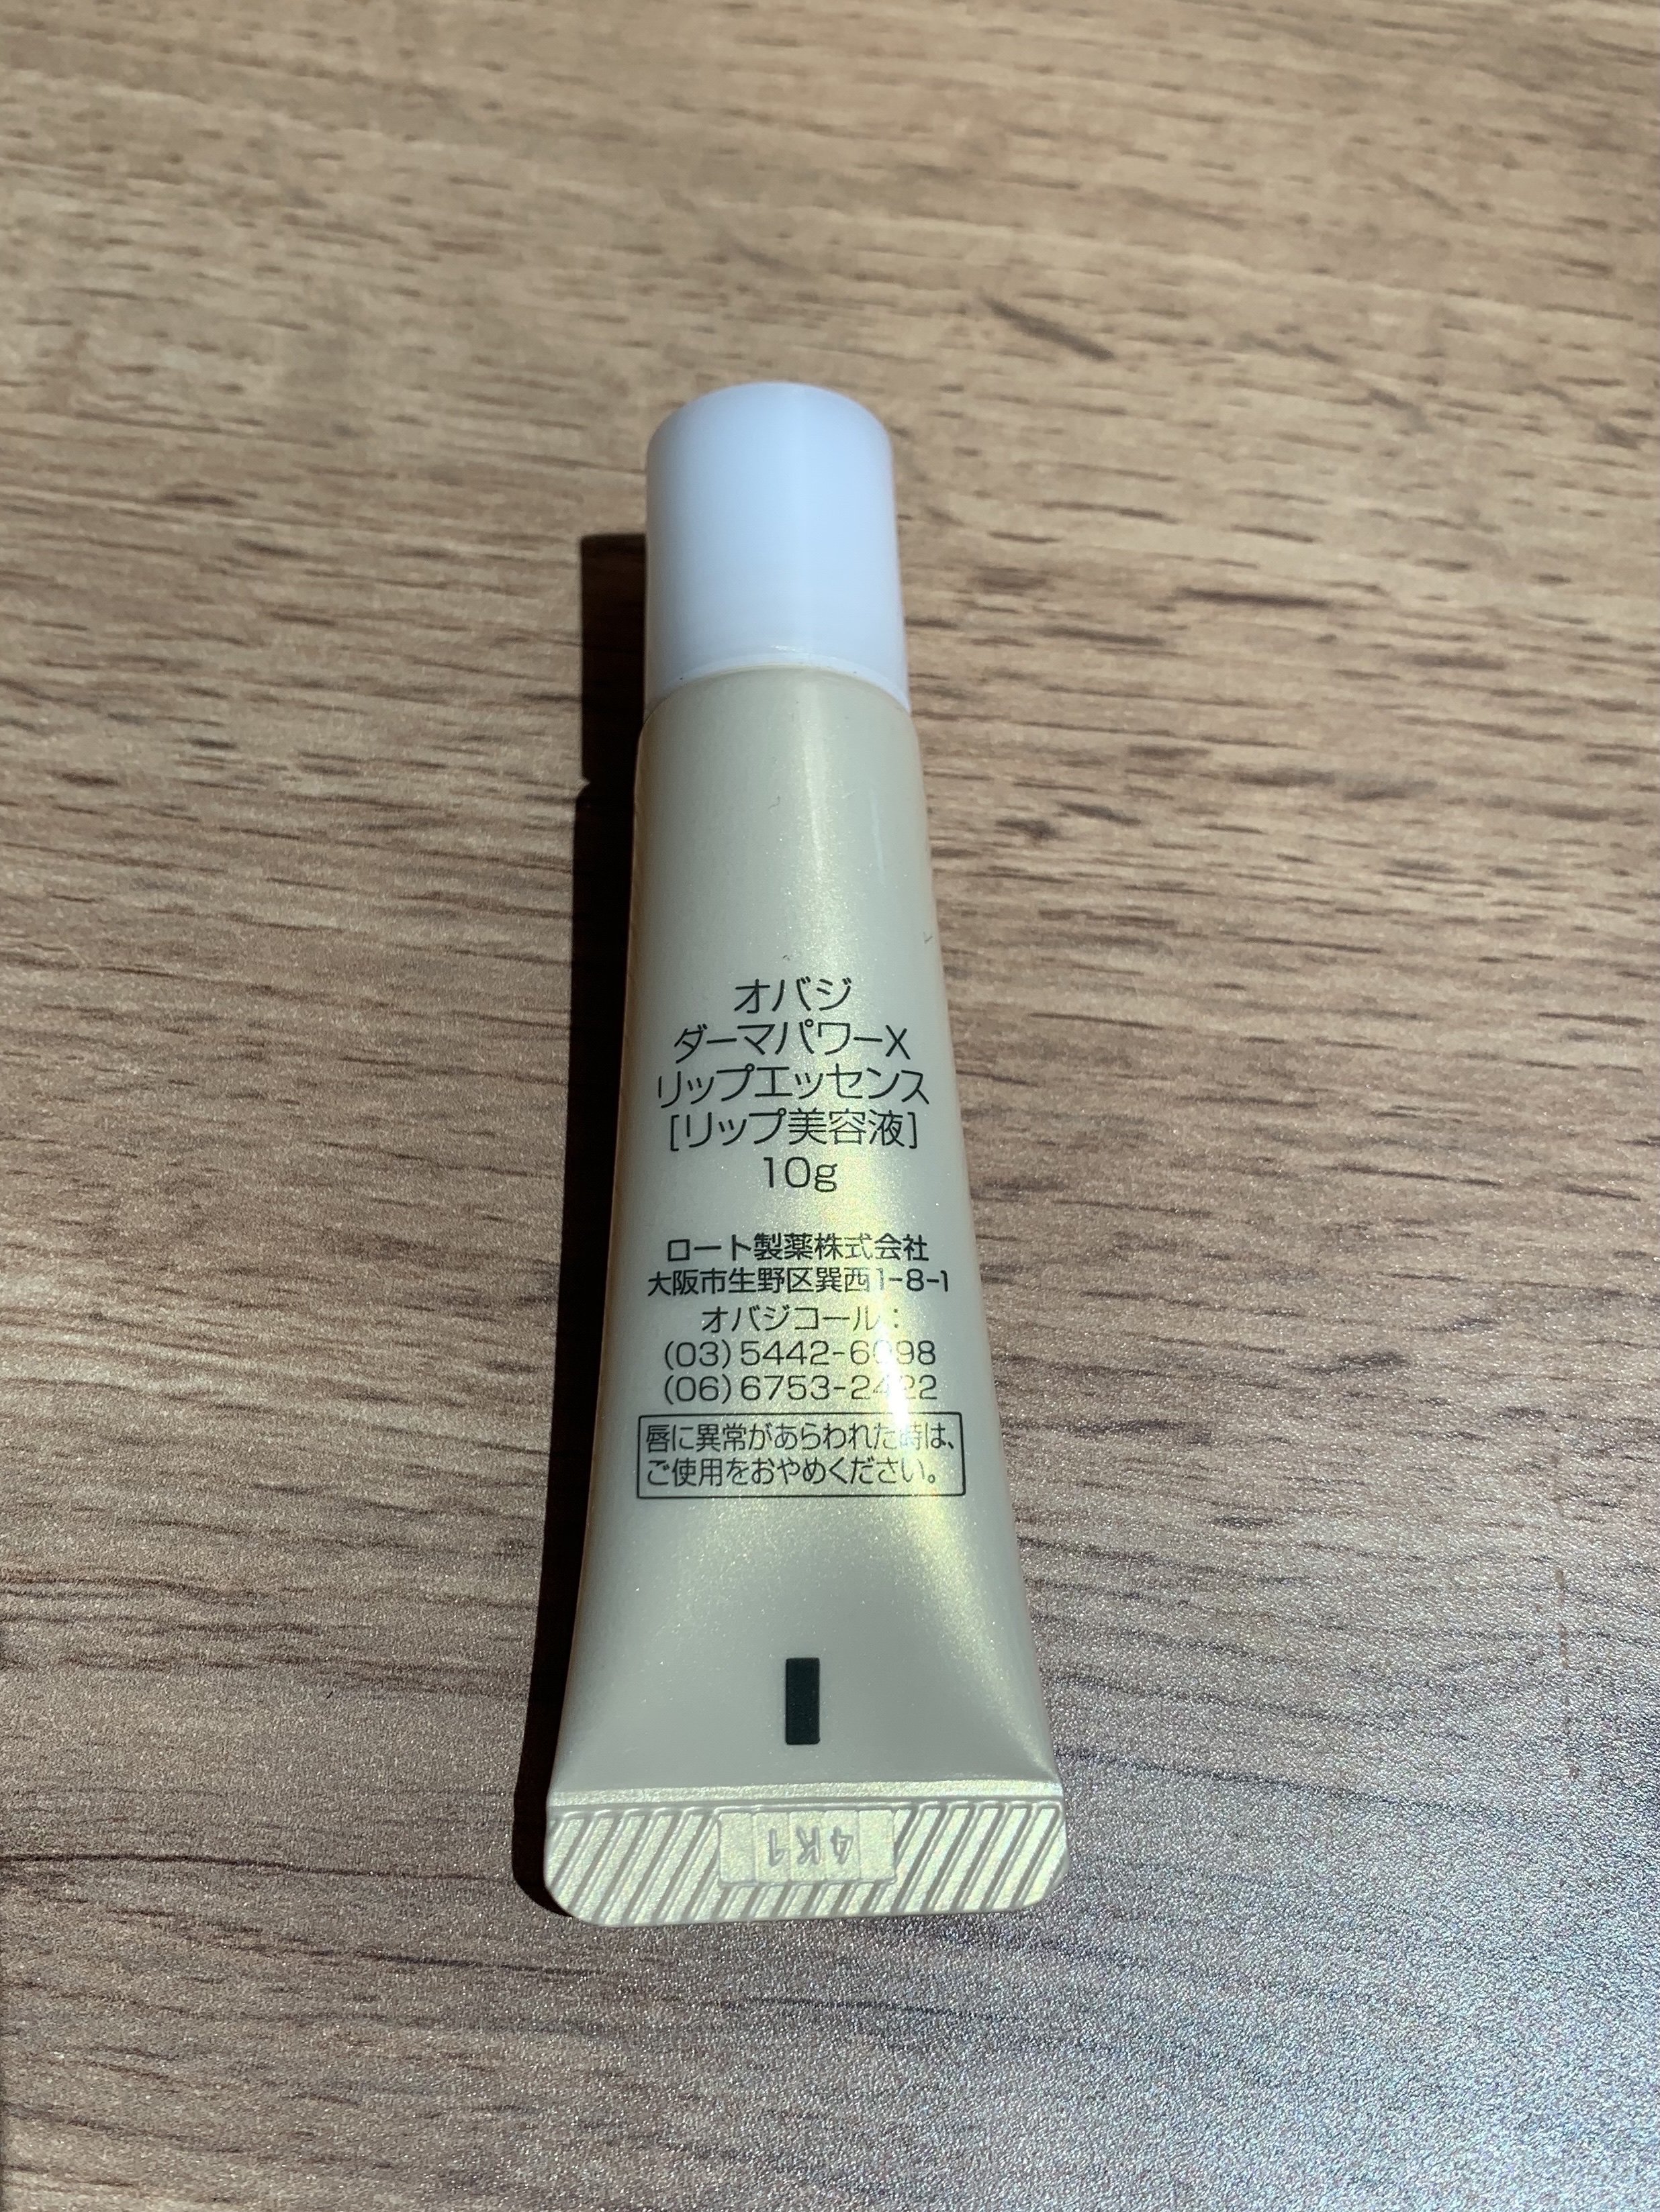 オバジ
ダーマパワーX
リップエッセンス
[リップ美容液]
10g
ロート製薬株式会社
大阪市生野区巽西1-8-1
オバジコール：
(03)5442-6098
(06)6753-2422
唇に異常があらわれた時は、
ご使用をおやめください。
4K1